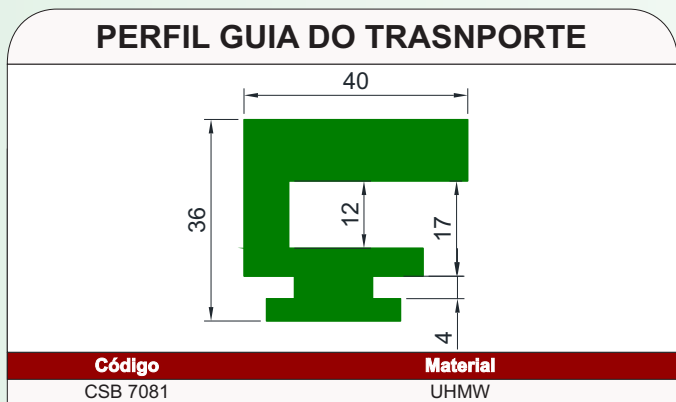 PERFIL GUIA DO TRASNPORTE
40
36
12
17
4
Código Material
CSB 7081 UHMW